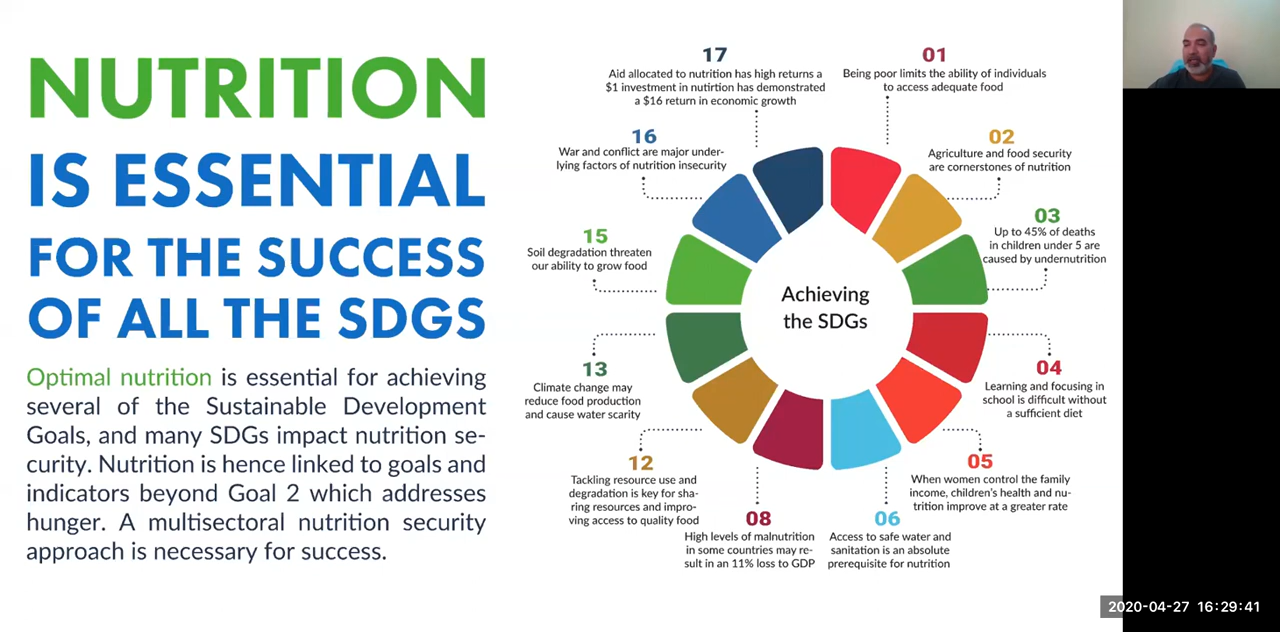 NUTRITION
IS ESSENTIAL
FOR THE SUCCESS
OF ALL THE SDGS
Optimal nutrition is essential for achieving
several of the Sustainable Development
Goals, and many SDGs impact nutrition se-
curity. Nutrition is hence linked to goals and
indicators beyond Goal 2 which addresses
hunger. A multisectoral nutrition security
approach is necessary for success.
Achieving
the SDGs
01
Being poor limits the ability of individuals
to access adequate food
02
Agriculture and food security
are cornerstones of nutrition
03
Up to 45% of deaths
in children under 5 are
caused by undernutrition
04
Learning and focusing in
school is difficult without
a sufficient diet
05
When women control the family
income, children's health and nu-
trition improve at a greater rate
06
Access to safe water and
sanitation is an absolute
prerequisite for nutrition
08
High levels of malnutrition
in some countries may re-
sult in an 11% loss to GDP
12
Tackling resource use and
degradation is key for sha-
ring resources and impro-
ving access to quality food
13
Climate change may
reduce food production
and cause water scarity
15
Soil degradation threaten
our ability to grow food
16
War and conflict are major under-
lying factors of nutrition insecurity
17
Aid allocated to nutrition has high returns a
$1 investment in nutirtion has demonstrated
a $16 return in economic growth
2020-04-27 16:29:41